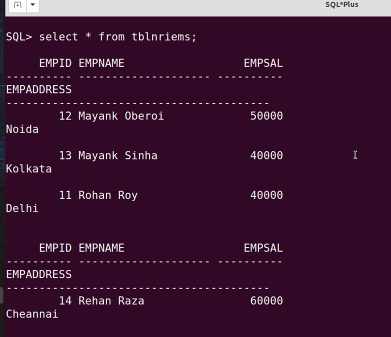 SQL*Plus
SQL> select * from tblnriems;
EMPID EMPNAME EMPSAL
---------- -------------------- ----------
EMPADDRESS
----------------------------------------
12 Mayank Oberoi 50000
Noida
13 Mayank Sinha 40000
Kolkata
11 Rohan Roy 40000
Delhi
EMPID EMPNAME EMPSAL
---------- -------------------- ----------
EMPADDRESS
----------------------------------------
14 Rehan Raza 60000
Cheannai